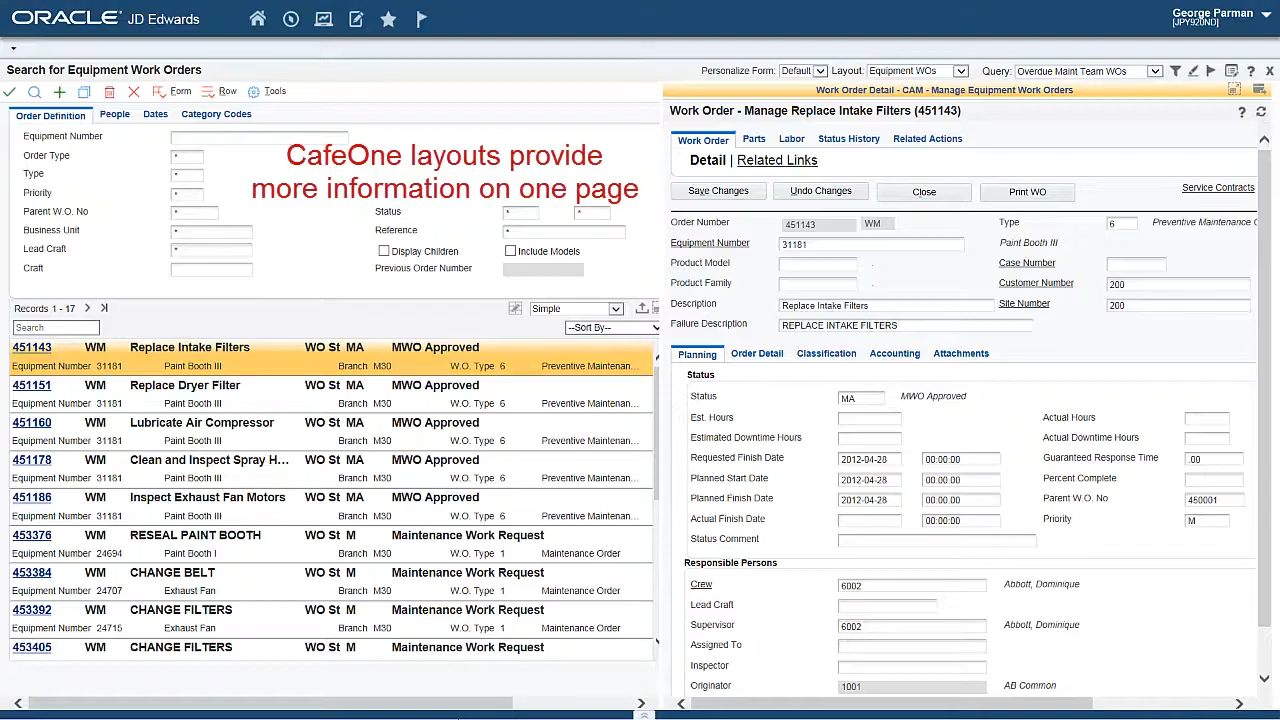 ORACLE JD Edwards
George Parman
[JPY920ND]
Search for Equipment Work Orders
Personalize Form: Default Layout: Equipment WOs Query: Overdue Maint Team WOs
Form Row Tools
Order Definition People Dates Category Codes
Equipment Number
Order Type *
Type *
Priority *
Parent W.O. No *
Business Unit *
Lead Craft *
Craft
CafeOne layouts provide
more information on one page
Status * *
Reference *
Display Children Include Models
Previous Order Number
Records 1 - 17 Simple
Search --Sort By--
451143 WM Replace Intake Filters WO St MA MWO Approved
Equipment Number 31181 Paint Booth III Branch M30 W.O. Type 6 Preventive Maintenan...
451151 WM Replace Dryer Filter WO St MA MWO Approved
Equipment Number 31181 Paint Booth III Branch M30 W.O. Type 6 Preventive Maintenan...
451160 WM Lubricate Air Compressor WO St MA MWO Approved
Equipment Number 31181 Paint Booth III Branch M30 W.O. Type 6 Preventive Maintenan...
451178 WM Clean and Inspect Spray H... WO St MA MWO Approved
Equipment Number 31181 Paint Booth III Branch M30 W.O. Type 6 Preventive Maintenan...
451186 WM Inspect Exhaust Fan Motors WO St MA MWO Approved
Equipment Number 31181 Paint Booth III Branch M30 W.O. Type 6 Preventive Maintenan...
453376 WM RESEAL PAINT BOOTH WO St M Maintenance Work Request
Equipment Number 24694 Paint Booth I Branch M30 W.O. Type 1 Maintenance Order
453384 WM CHANGE BELT WO St M Maintenance Work Request
Equipment Number 24707 Exhaust Fan Branch M30 W.O. Type 1 Maintenance Order
453392 WM CHANGE FILTERS WO St M Maintenance Work Request
Equipment Number 24715 Exhaust Fan Branch M30 W.O. Type 1 Maintenance Order
453405 WM CHANGE FILTERS WO St M Maintenance Work Request
Work Order Detail - CAM - Manage Equipment Work Orders
Work Order - Manage Replace Intake Filters (451143)
Work Order Parts Labor Status History Related Actions
Detail | Related Links
Save Changes Undo Changes Close Print WO Service Contracts
Order Number 451143 WM Type 6 Preventive Maintenance O
Equipment Number 31181 Paint Booth III
Product Model . Case Number
Product Family . Customer Number 200
Description Replace Intake Filters Site Number 200
Failure Description REPLACE INTAKE FILTERS
Planning Order Detail Classification Accounting Attachments
Status
Status MA MWO Approved
Est. Hours Actual Hours
Estimated Downtime Hours Actual Downtime Hours
Requested Finish Date 2012-04-28 00:00:00 Guaranteed Response Time .00
Planned Start Date 2012-04-28 00:00:00 Percent Complete
Planned Finish Date 2012-04-28 00:00:00 Parent W.O. No 450001
Actual Finish Date 00:00:00 Priority M
Status Comment
Responsible Persons
Crew 6002 Abbott, Dominique
Lead Craft
Supervisor 6002 Abbott, Dominique
Assigned To
Inspector
Originator 1001 AB Common